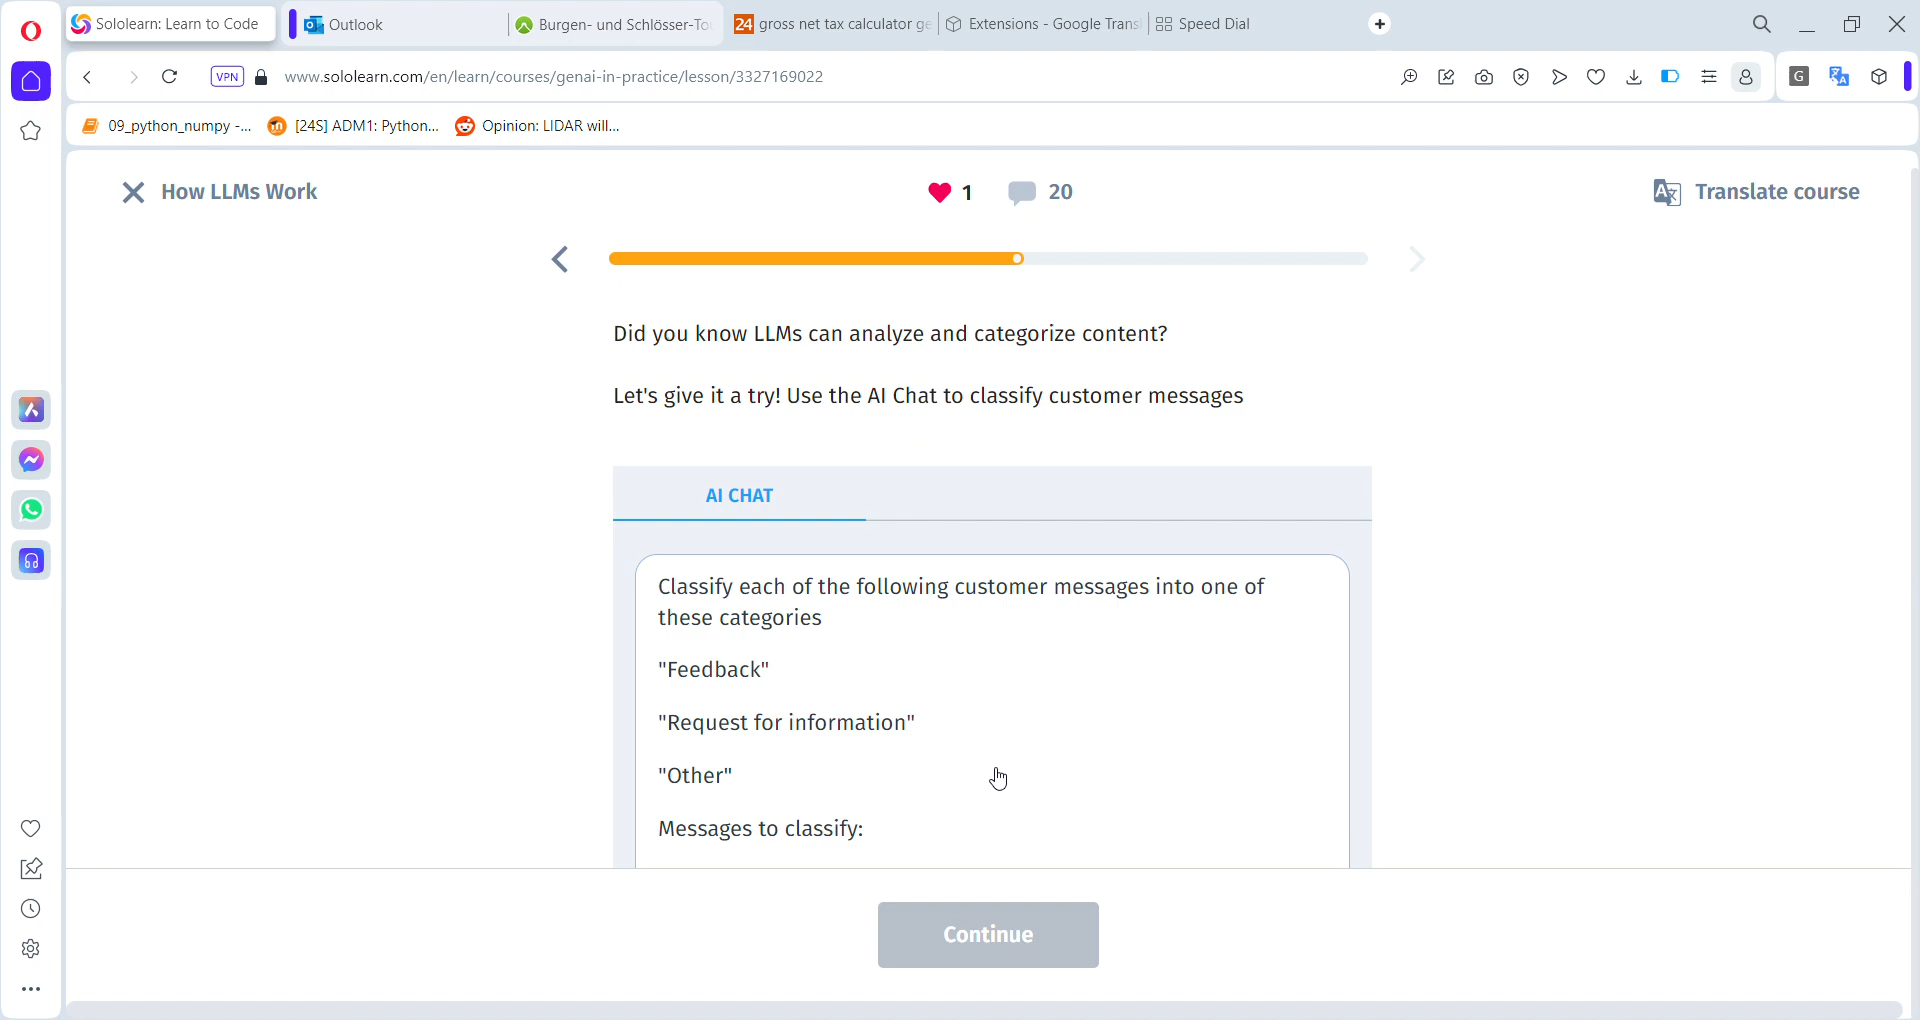 Sololearn: Learn to Code
Outlook
Burgen- und Schlösser-To
24 gross net tax calculator ge
Extensions - Google Trans
Speed Dial
VPN
www.sololearn.com/en/learn/courses/genai-in-practice/lesson/3327169022
G
09_python_numpy -...
[24S] ADM1: Python...
Opinion: LIDAR will...
How LLMs Work
1
20
Translate course
Did you know LLMs can analyze and categorize content?
Let's give it a try! Use the AI Chat to classify customer messages
AI CHAT
Classify each of the following customer messages into one of
these categories
"Feedback"
"Request for information"
"Other"
Messages to classify:
Continue